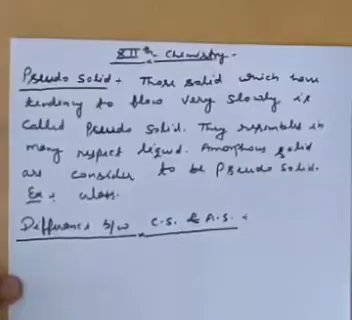 XII th Chemistry -
Pseudo Solid → Those solid which have
tendency to flow very slowly is
called Pseudo Solid. They resembles in
many respect liquid. Amorphous solid
are consider to be Pseudo Solid.
Ex: Glass.
Difference b/w C.S. & A.S. :